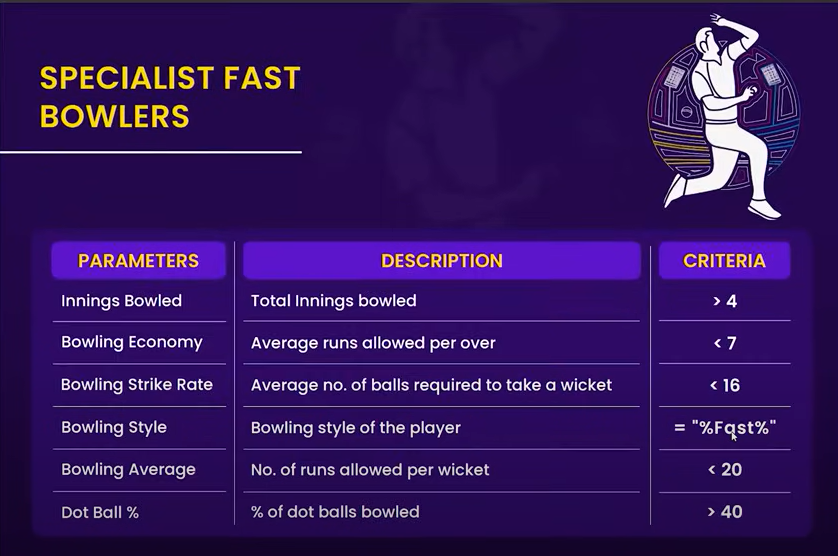 SPECIALIST FAST
BOWLERS
PARAMETERS DESCRIPTION CRITERIA
Innings Bowled Total Innings bowled > 4
Bowling Economy Average runs allowed per over < 7
Bowling Strike Rate Average no. of balls required to take a wicket < 16
Bowling Style Bowling style of the player = "%Fast%"
Bowling Average No. of runs allowed per wicket < 20
Dot Ball % % of dot balls bowled > 40